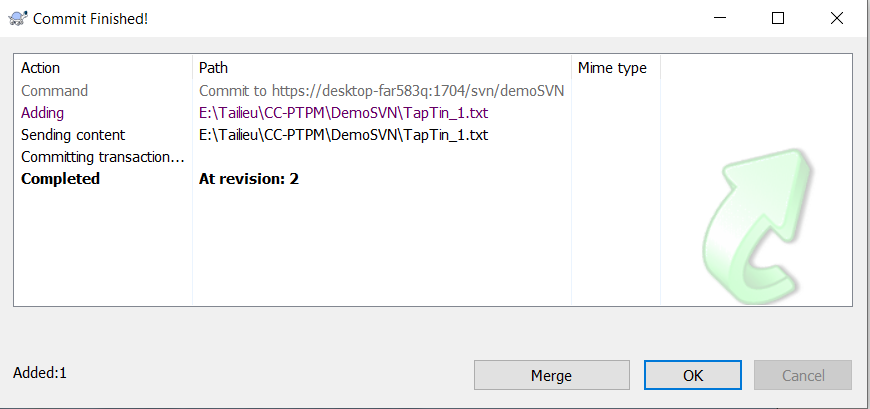 Commit Finished!
Action Path Mime type
Command Commit to https://desktop-far583q:1704/svn/demoSVN
Adding E:\Tailieu\CC-PTPM\DemoSVN\TapTin_1.txt
Sending content E:\Tailieu\CC-PTPM\DemoSVN\TapTin_1.txt
Committing transaction...
Completed At revision: 2
Added:1 Merge OK Cancel